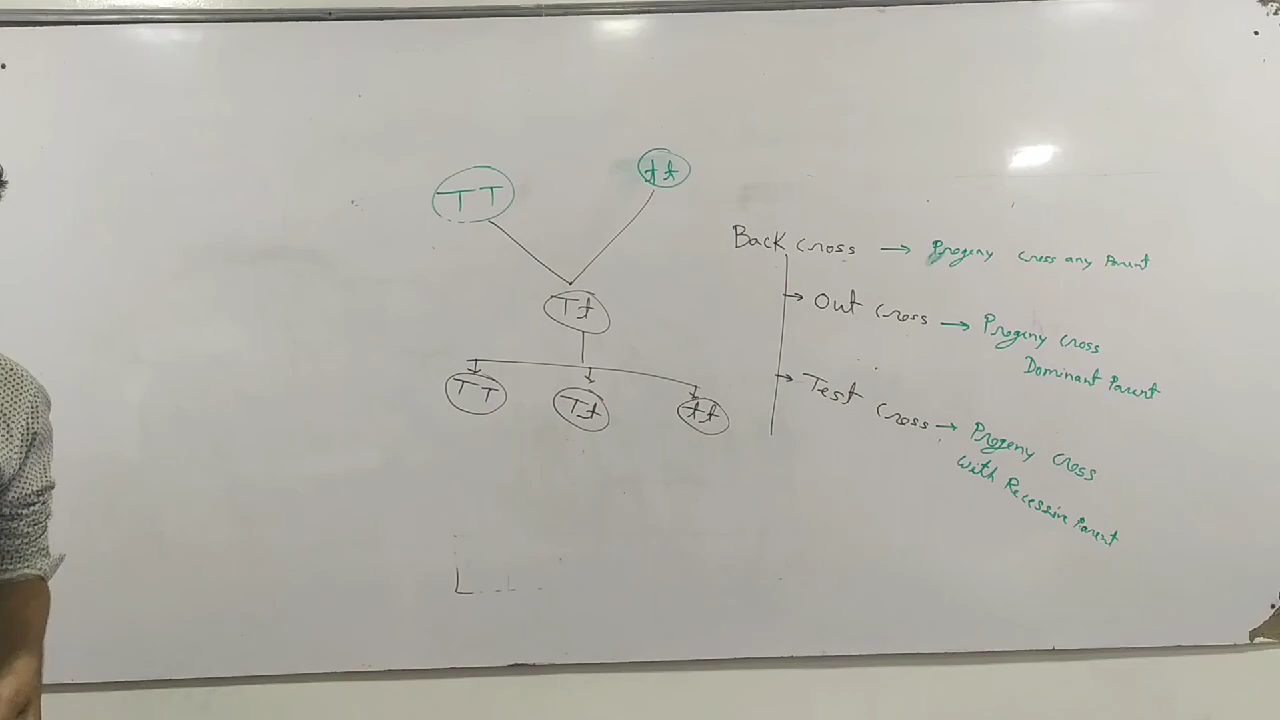 TT
tt
Tt
TT
Tt
tt
Back cross → Progeny cross any Parent
→ Out cross → Progeny cross
Dominant Parent
→ Test cross → Progeny cross
with Recessive Parent